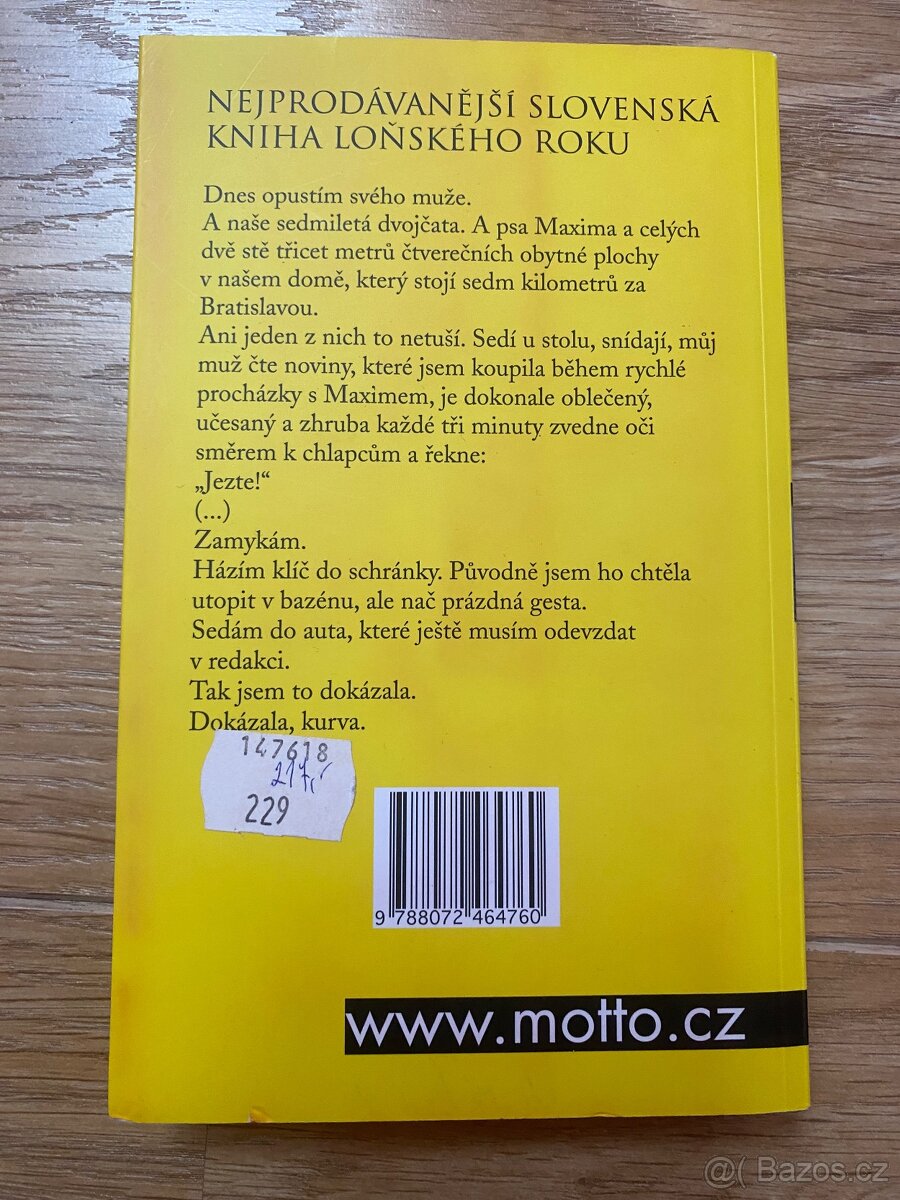 NEJPRODÁVANĚJŠÍ SLOVENSKÁ
KNIHA LOŇSKÉHO ROKU
Dnes opustím svého muže.
A naše sedmiletá dvojčata. A psa Maxima a celých
dvě stě třicet metrů čtverečních obytné plochy
v našem domě, který stojí sedm kilometrů za
Bratislavou.
Ani jeden z nich to netuší. Sedí u stolu, snídají, můj
muž čte noviny, které jsem koupila během rychlé
procházky s Maximem, je dokonale oblečený,
učesaný a zhruba každé tři minuty zvedne oči
směrem k chlapcům a řekne:
„Jezte!“
(...)
Zamykám.
Házím klíč do schránky. Původně jsem ho chtěla
utopit v bazénu, ale nač prázdná gesta.
Sedám do auta, které ještě musím odevzdat
v redakci.
Tak jsem to dokázala.
Dokázala, kurva.
147618
229
9 788072 464760
www.motto.cz
@( Bazos.cz